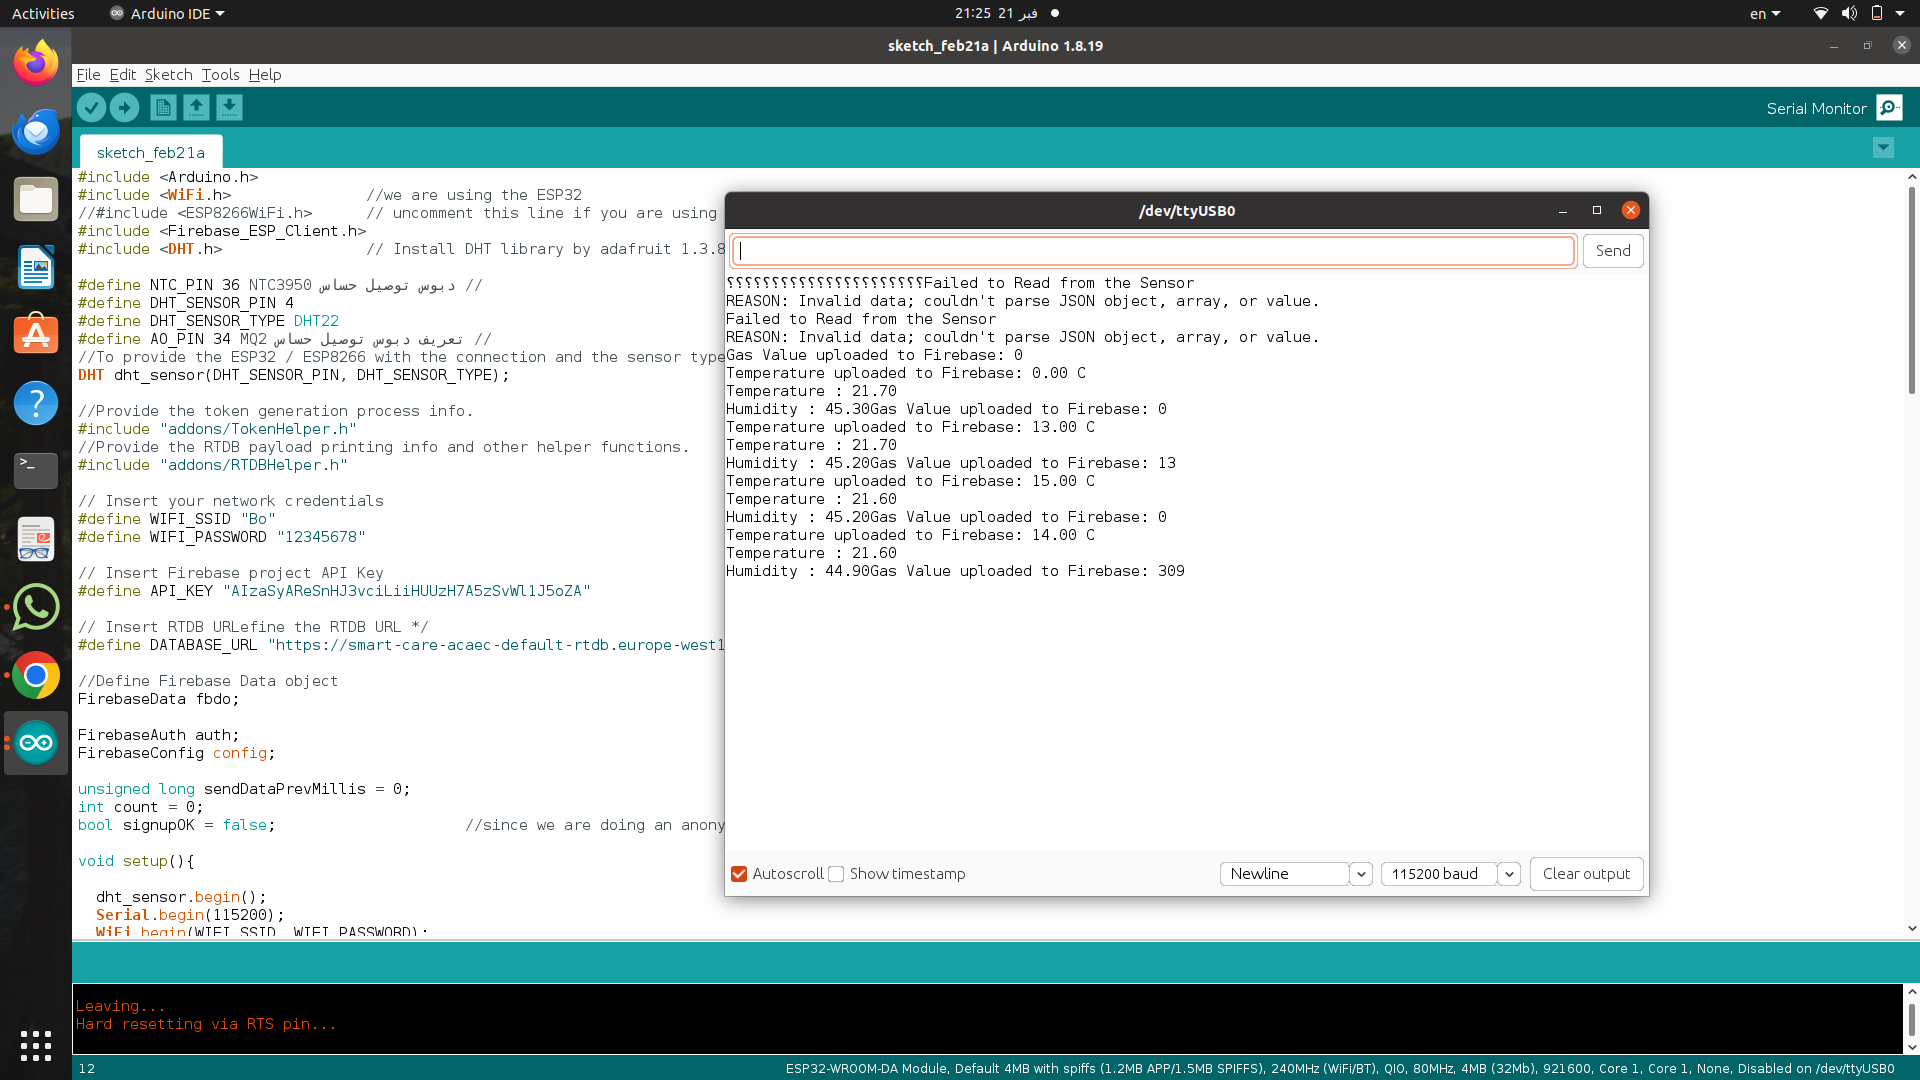 Activities
Arduino IDE
21:25 21 فبر
en
sketch_feb21a | Arduino 1.8.19
File Edit Sketch Tools Help
Serial Monitor
sketch_feb21a
#include <Arduino.h>
#include <WiFi.h> //we are using the ESP32
//#include <ESP8266WiFi.h> // uncomment this line if you are using
#include <Firebase_ESP_Client.h>
#include <DHT.h> // Install DHT library by adafruit 1.3.8
#define NTC_PIN 36 NTC3950 دبوس توصيل حساس //
#define DHT_SENSOR_PIN 4
#define DHT_SENSOR_TYPE DHT22
#define AO_PIN 34 MQ2 تعريف دبوس توصيل حساس //
//To provide the ESP32 / ESP8266 with the connection and the sensor type
DHT dht_sensor(DHT_SENSOR_PIN, DHT_SENSOR_TYPE);
//Provide the token generation process info.
#include "addons/TokenHelper.h"
//Provide the RTDB payload printing info and other helper functions.
#include "addons/RTDBHelper.h"
// Insert your network credentials
#define WIFI_SSID "Bo"
#define WIFI_PASSWORD "12345678"
// Insert Firebase project API Key
#define API_KEY "AIzaSyAReSnHJ3vciLiiHUUzH7A5zSvWl1J5oZA"
// Insert RTDB URLefine the RTDB URL */
#define DATABASE_URL "https://smart-care-acaec-default-rtdb.europe-west1
//Define Firebase Data object
FirebaseData fbdo;
FirebaseAuth auth;
FirebaseConfig config;
unsigned long sendDataPrevMillis = 0;
int count = 0;
bool signupOK = false; //since we are doing an anony
void setup(){
dht_sensor.begin();
Serial.begin(115200);
WiFi.begin(WIFI_SSID, WIFI_PASSWORD);
/dev/ttyUSB0
Send
⸮⸮⸮⸮⸮⸮⸮⸮⸮⸮⸮⸮⸮⸮⸮⸮⸮⸮⸮⸮⸮⸮Failed to Read from the Sensor
REASON: Invalid data; couldn't parse JSON object, array, or value.
Failed to Read from the Sensor
REASON: Invalid data; couldn't parse JSON object, array, or value.
Gas Value uploaded to Firebase: 0
Temperature uploaded to Firebase: 0.00 C
Temperature : 21.70
Humidity : 45.30Gas Value uploaded to Firebase: 0
Temperature uploaded to Firebase: 13.00 C
Temperature : 21.70
Humidity : 45.20Gas Value uploaded to Firebase: 13
Temperature uploaded to Firebase: 15.00 C
Temperature : 21.60
Humidity : 45.20Gas Value uploaded to Firebase: 0
Temperature uploaded to Firebase: 14.00 C
Temperature : 21.60
Humidity : 44.90Gas Value uploaded to Firebase: 309
Autoscroll
Show timestamp
Newline
115200 baud
Clear output
Leaving...
Hard resetting via RTS pin...
12
ESP32-WROOM-DA Module, Default 4MB with spiffs (1.2MB APP/1.5MB SPIFFS), 240MHz (WiFi/BT), QIO, 80MHz, 4MB (32Mb), 921600, Core 1, Core 1, None, Disabled on /dev/ttyUSB0